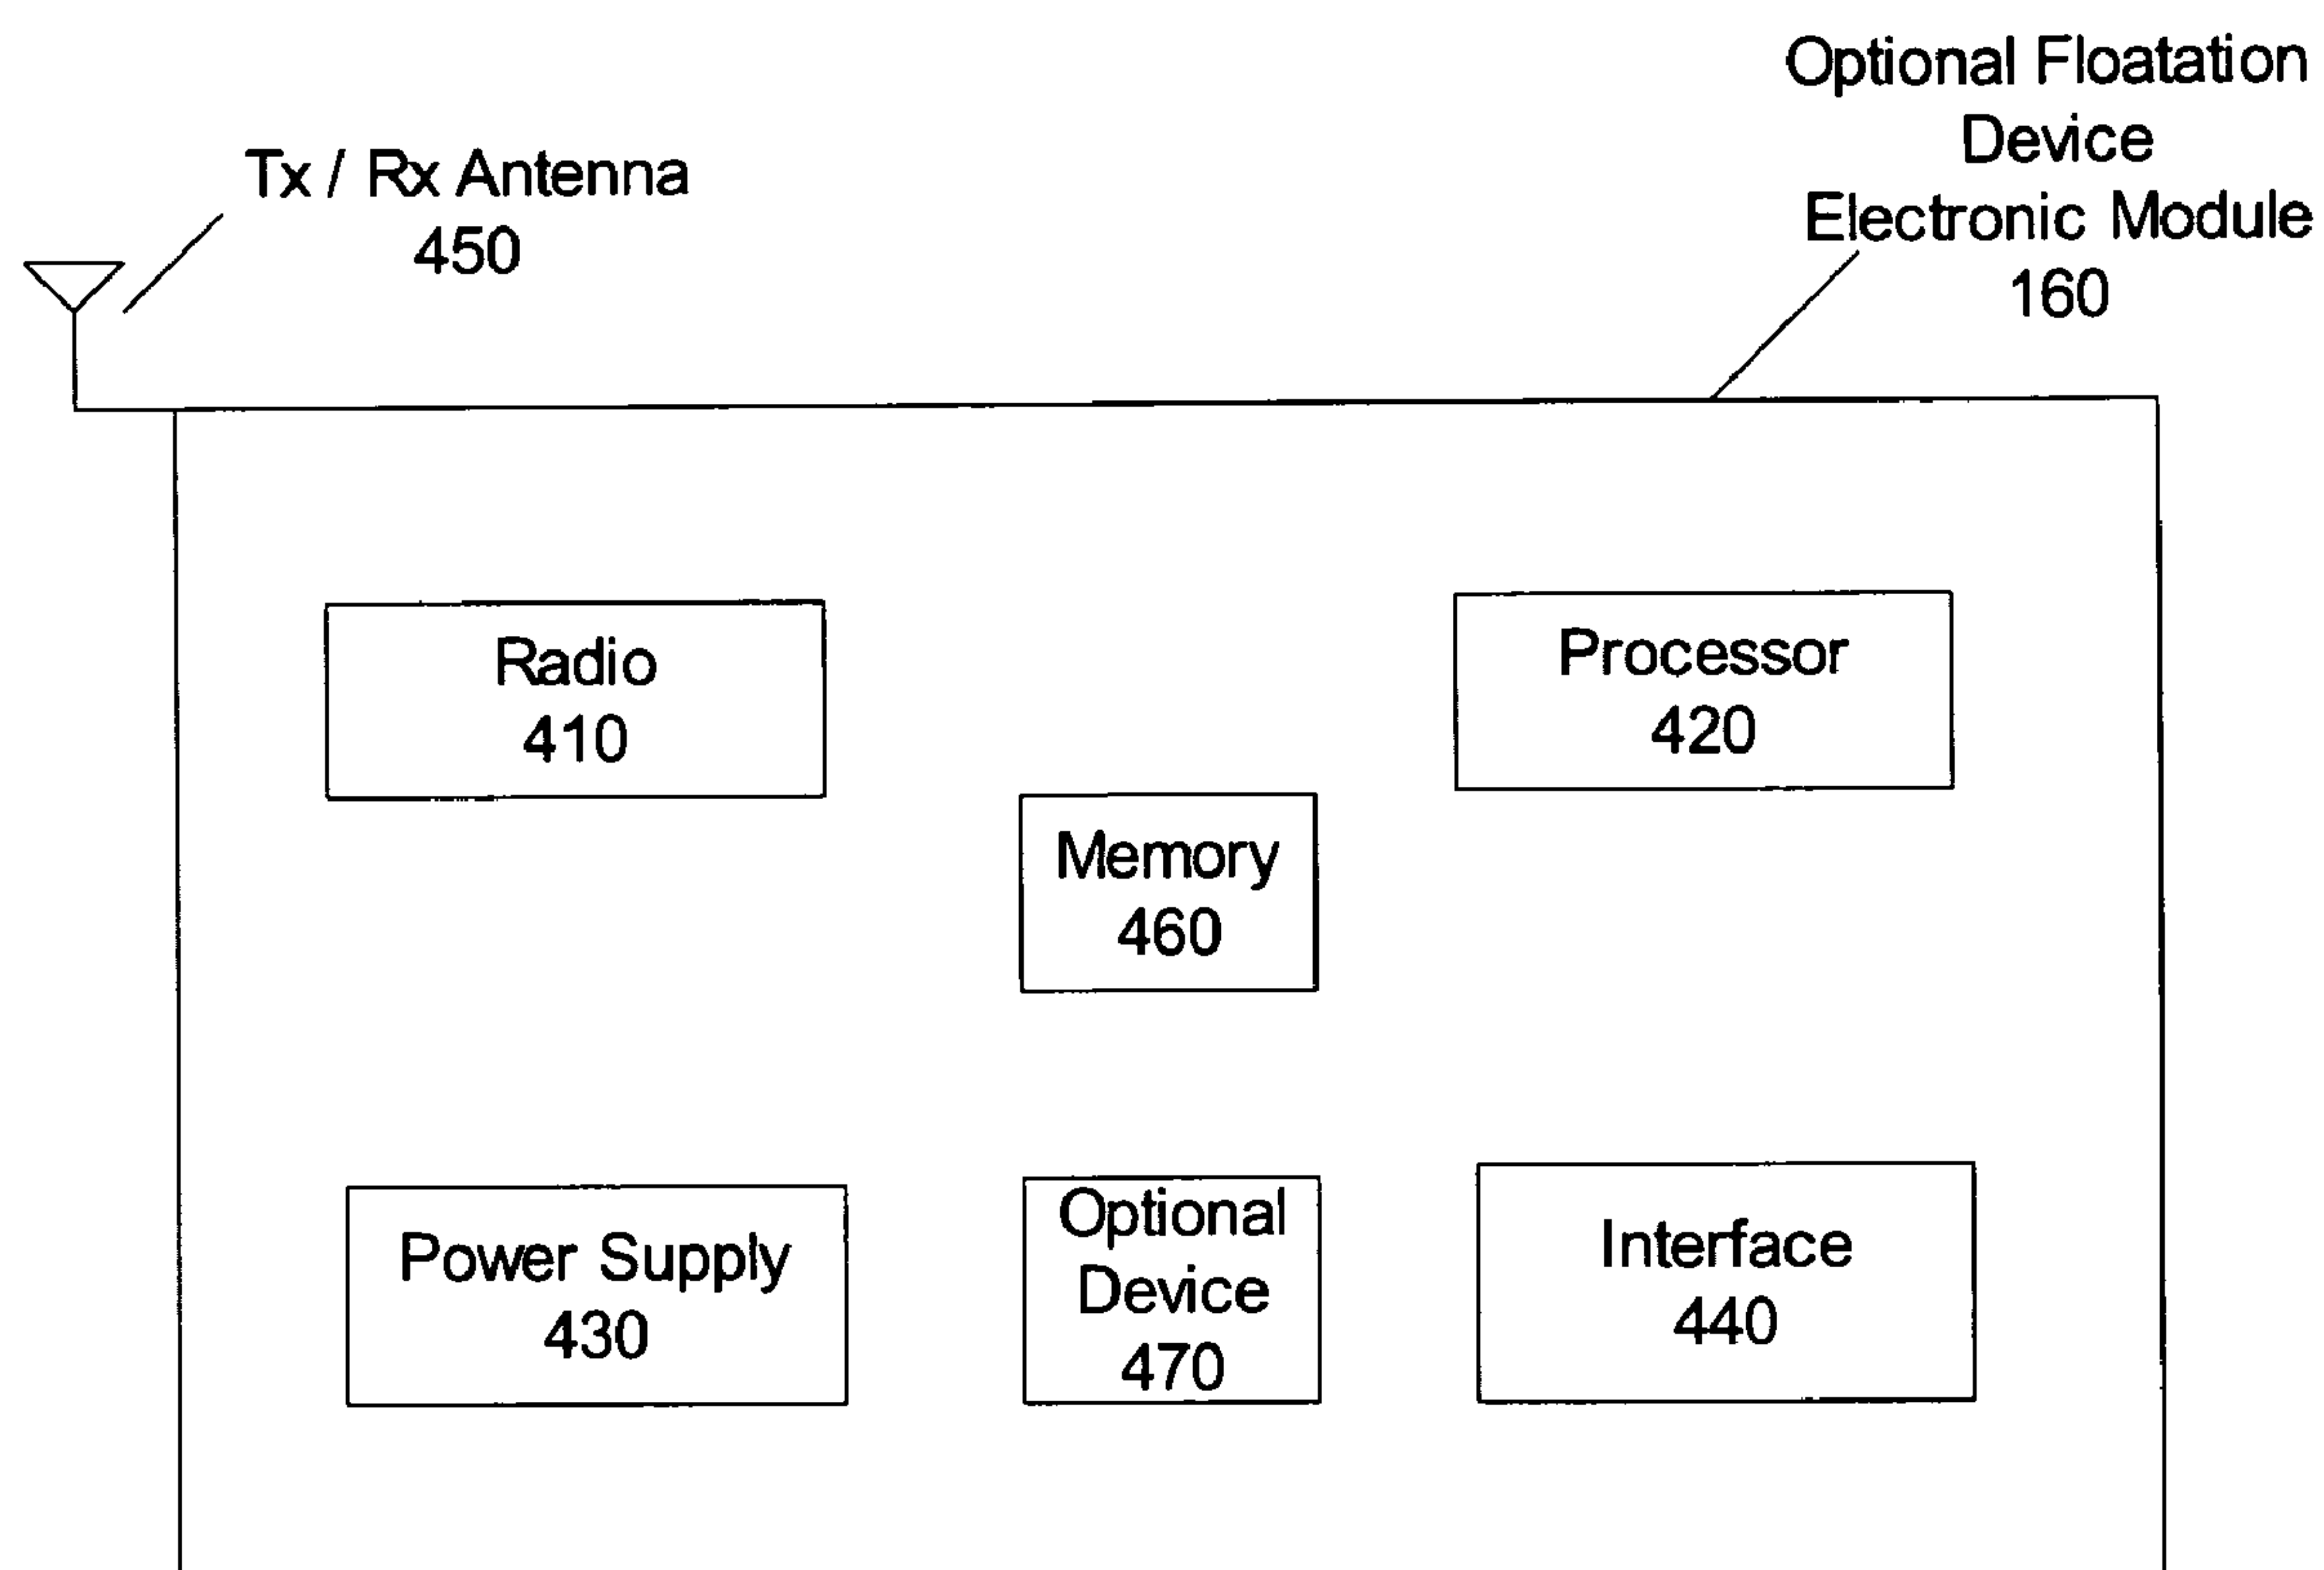 Optional Floatation
Device
Electronic Module
160
Tx / Rx Antenna
450
Radio
410
Processor
420
Memory
460
Power Supply
430
Optional
Device
470
Interface
440